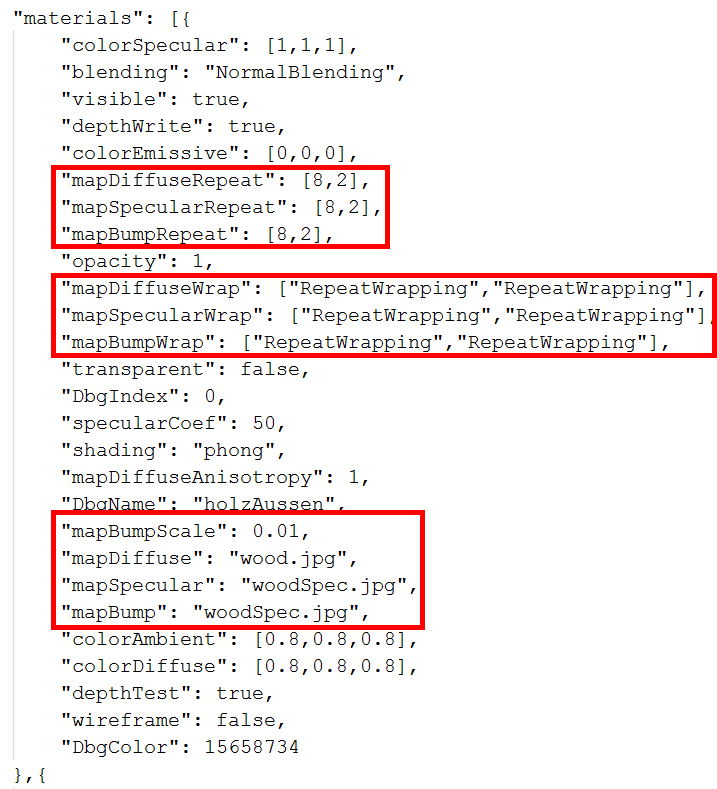 "materials": [{
"colorSpecular": [1,1,1],
"blending": "NormalBlending",
"visible": true,
"depthWrite": true,
"colorEmissive": [0,0,0],
"mapDiffuseRepeat": [8,2],
"mapSpecularRepeat": [8,2],
"mapBumpRepeat": [8,2],
"opacity": 1,
"mapDiffuseWrap": ["RepeatWrapping","RepeatWrapping"],
"mapSpecularWrap": ["RepeatWrapping","RepeatWrapping"],
"mapBumpWrap": ["RepeatWrapping","RepeatWrapping"],
"transparent": false,
"DbgIndex": 0,
"specularCoef": 50,
"shading": "phong",
"mapDiffuseAnisotropy": 1,
"DbgName": "holzAussen",
"mapBumpScale": 0.01,
"mapDiffuse": "wood.jpg",
"mapSpecular": "woodSpec.jpg",
"mapBump": "woodSpec.jpg",
"colorAmbient": [0.8,0.8,0.8],
"colorDiffuse": [0.8,0.8,0.8],
"depthTest": true,
"wireframe": false,
"DbgColor": 15658734
},{